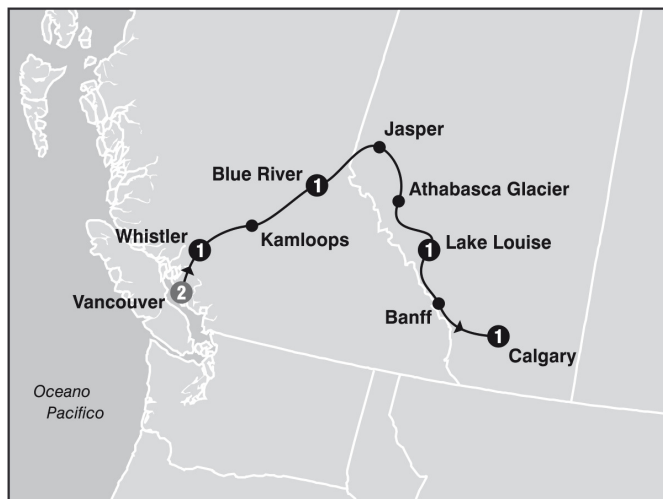 Jasper
Blue River
1
Athabasca Glacier
Whistler
1
Kamloops
1
Lake Louise
Vancouver
2
Banff
1
Calgary
Oceano
Pacifico